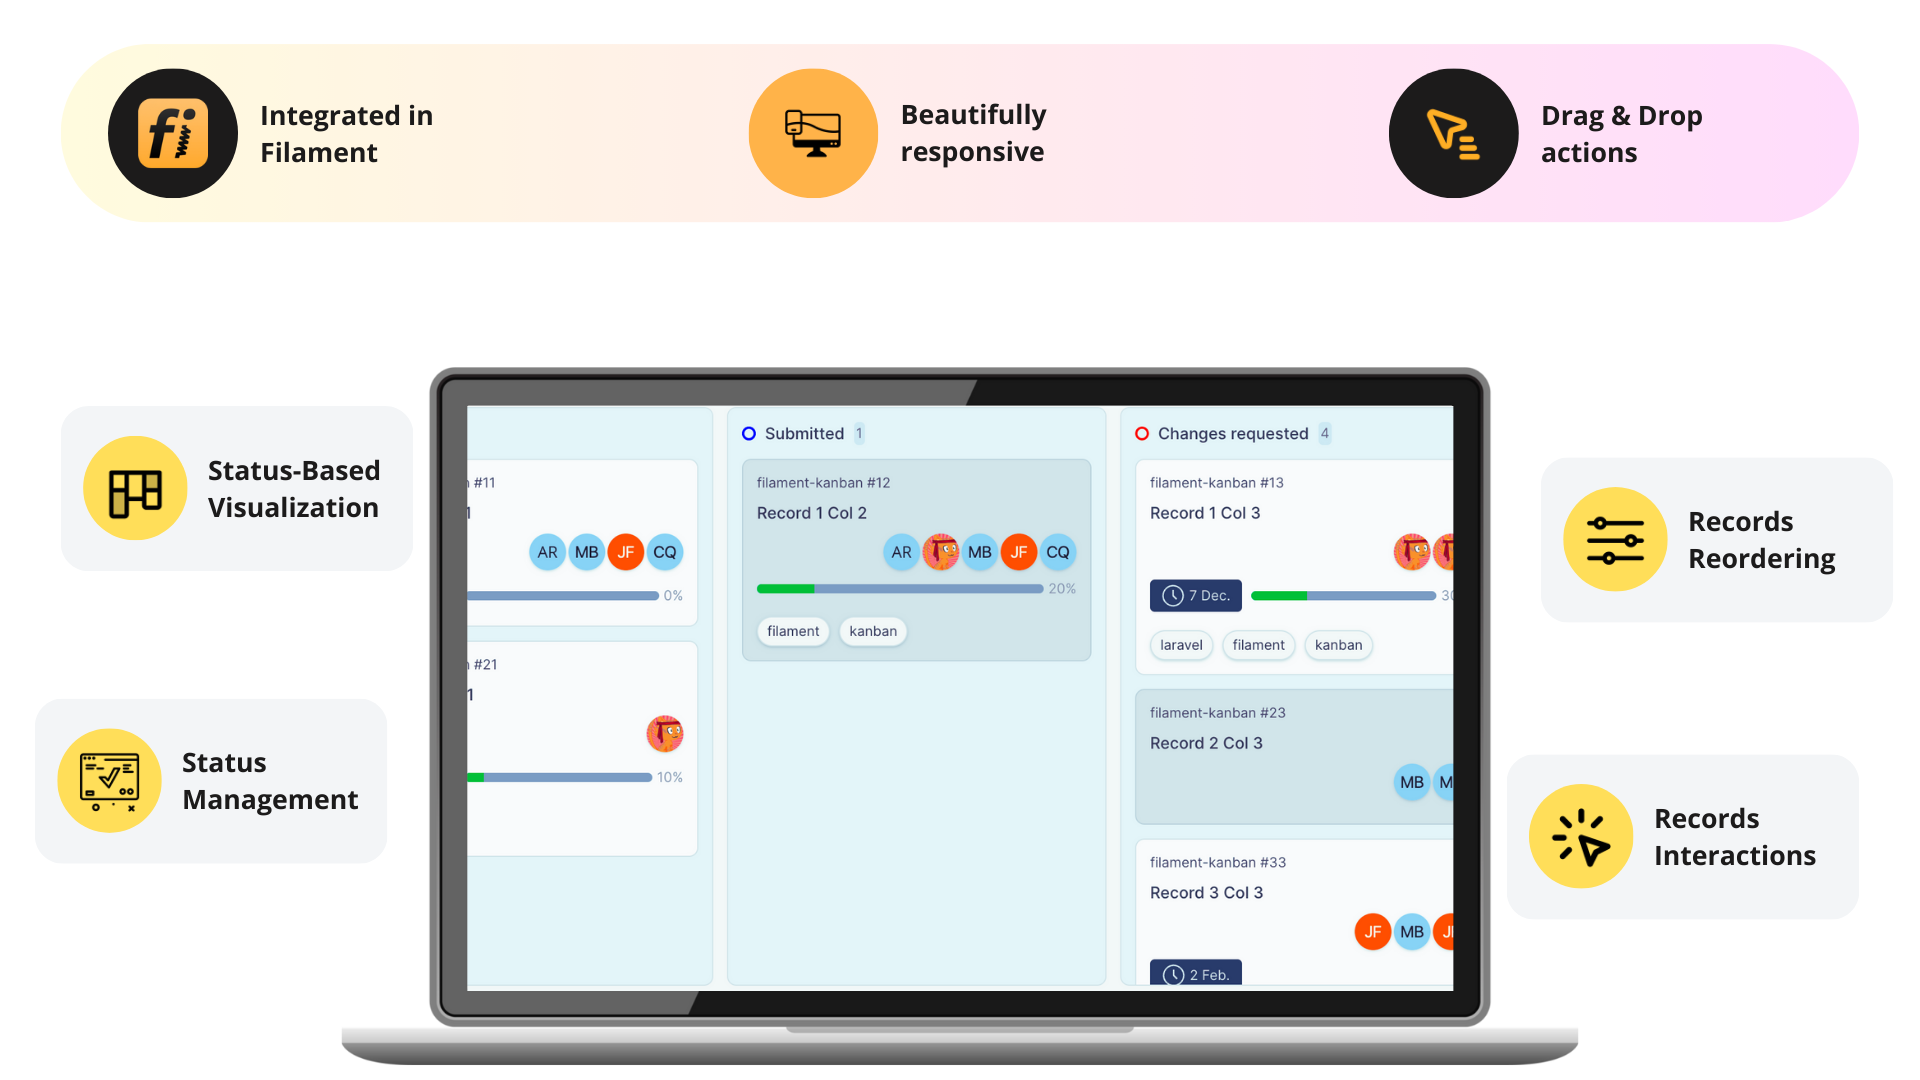 fi
Integrated in
Filament
Beautifully
responsive
Drag & Drop
actions
Status-Based
Visualization
Status
Management
#11
1
AR MB JF CQ
0%
#21
1
10%
Submitted 1
filament-kanban #12
Record 1 Col 2
AR MB JF CQ
20%
filament kanban
Changes requested 4
filament-kanban #13
Record 1 Col 3
7 Dec.
laravel filament kanban
filament-kanban #23
Record 2 Col 3
MB
filament-kanban #33
Record 3 Col 3
JF MB
2 Feb.
Records
Reordering
Records
Interactions